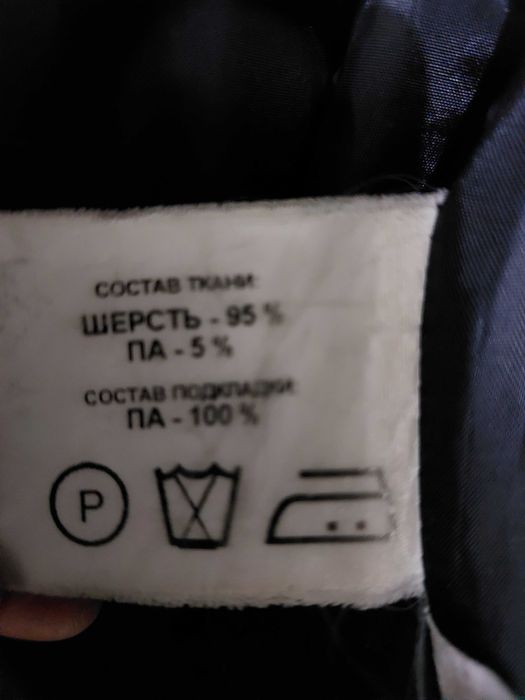 СОСТАВ ТКАНИ:
ШЕРСТЬ - 95 %
ПА - 5 %
СОСТАВ ПОДКЛАДКИ:
ПА - 100 %
P